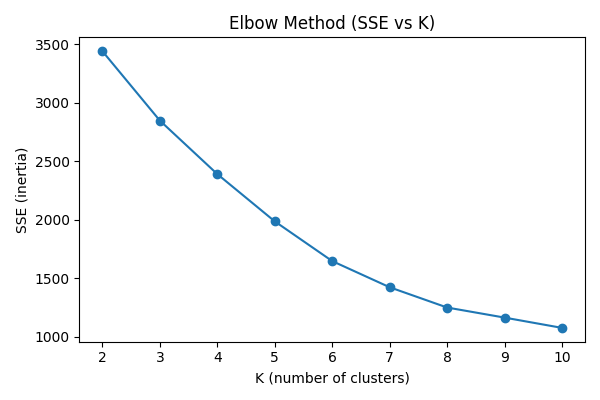 Elbow Method (SSE vs K)
3500
3000
2500
2000
1500
1000
SSE (inertia)
2 3 4 5 6 7 8 9 10
K (number of clusters)